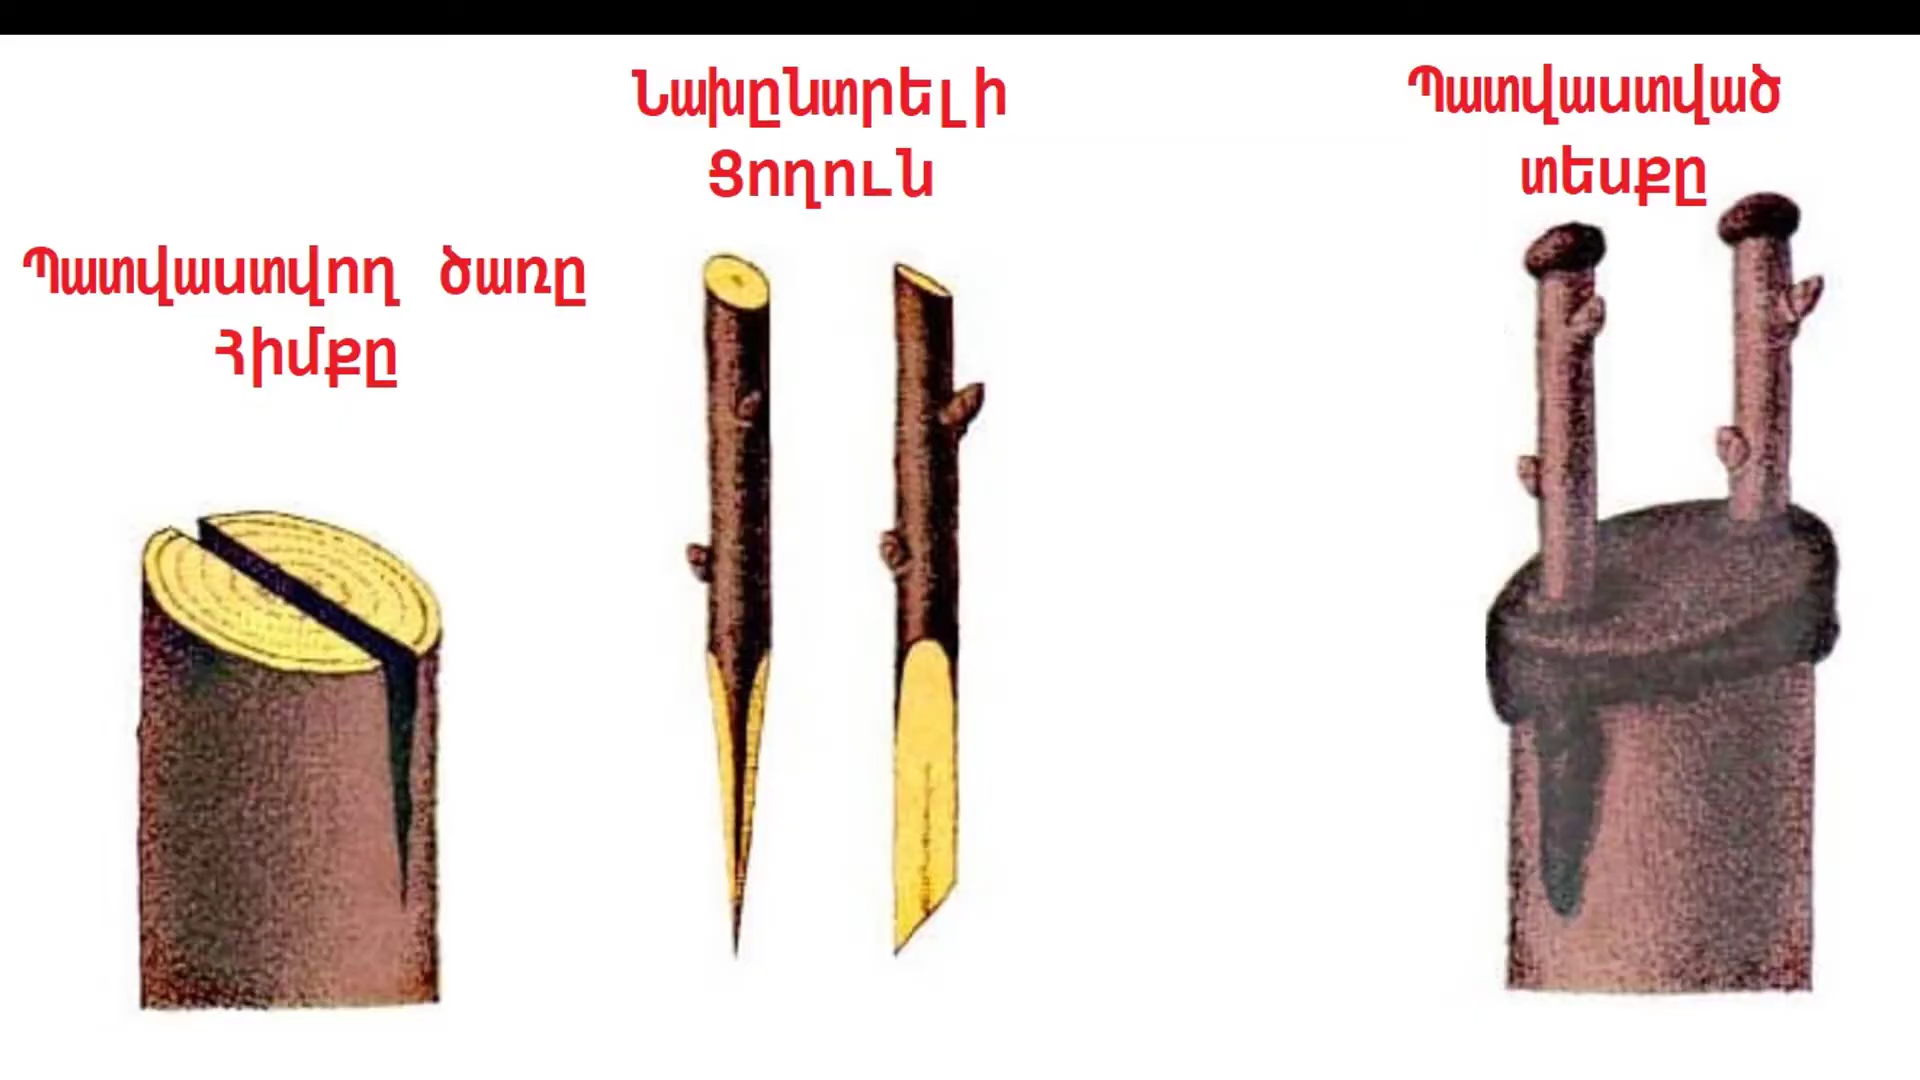 Նախընտրելի
Ցողուն
Պատվաստված
տեսքը
Պատվաստվող ծառը
Հիմքը